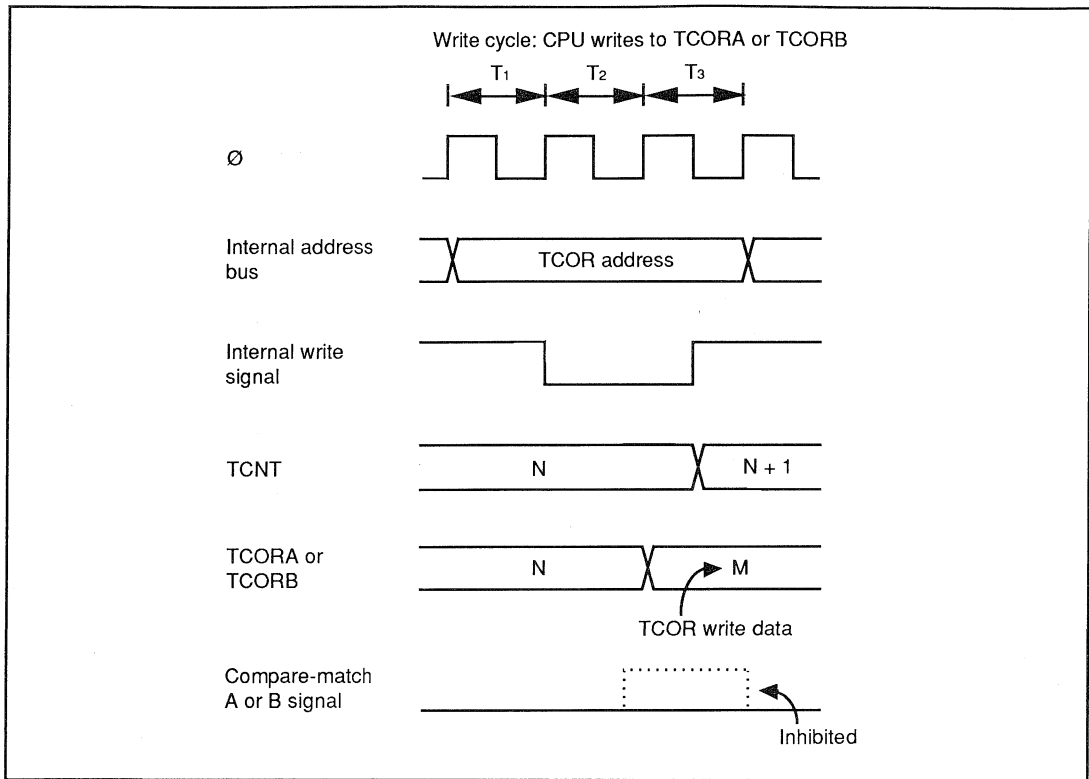 Write cycle: CPU writes to TCORA or TCORB
T1 T2 T3
Ø
Internal address
bus
TCOR address
Internal write
signal
TCNT
N
N + 1
TCORA or
TCORB
N
M
TCOR write data
Compare-match
A or B signal
Inhibited